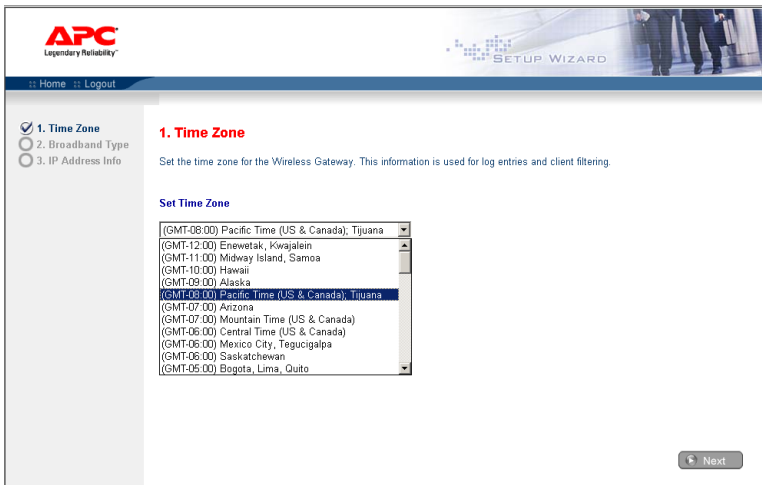 APC
Legendary Reliability™
SETUP WIZARD
:: Home :: Logout
1. Time Zone
2. Broadband Type
3. IP Address Info
1. Time Zone
Set the time zone for the Wireless Gateway. This information is used for log entries and client filtering.
Set Time Zone
(GMT-08:00) Pacific Time (US & Canada); Tijuana
(GMT-12:00) Enewetak, Kwajalein
(GMT-11:00) Midway Island, Samoa
(GMT-10:00) Hawaii
(GMT-09:00) Alaska
(GMT-08:00) Pacific Time (US & Canada); Tijuana
(GMT-07:00) Arizona
(GMT-07:00) Mountain Time (US & Canada)
(GMT-06:00) Central Time (US & Canada)
(GMT-06:00) Mexico City, Tegucigalpa
(GMT-06:00) Saskatchewan
(GMT-05:00) Bogota, Lima, Quito
Next